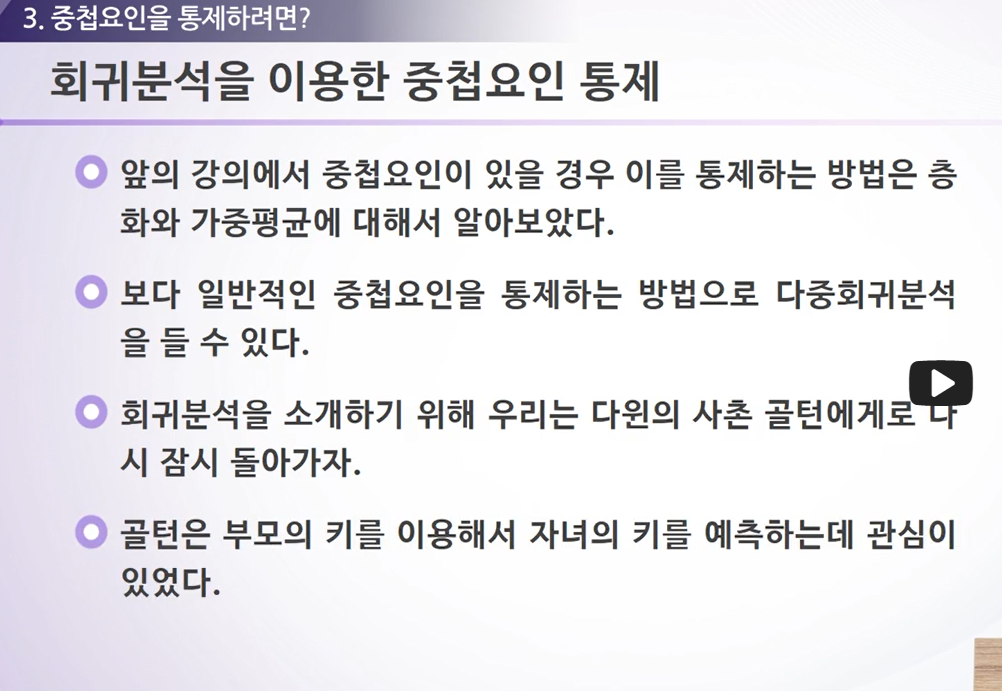 3. 중첩요인을 통제하려면?
회귀분석을 이용한 중첩요인 통제
앞의 강의에서 중첩요인이 있을 경우 이를 통제하는 방법은 층
화와 가중평균에 대해서 알아보았다.
보다 일반적인 중첩요인을 통제하는 방법으로 다중회귀분석
을 들 수 있다.
회귀분석을 소개하기 위해 우리는 다윈의 사촌 골턴에게로 다
시 잠시 돌아가자.
골턴은 부모의 키를 이용해서 자녀의 키를 예측하는데 관심이
있었다.